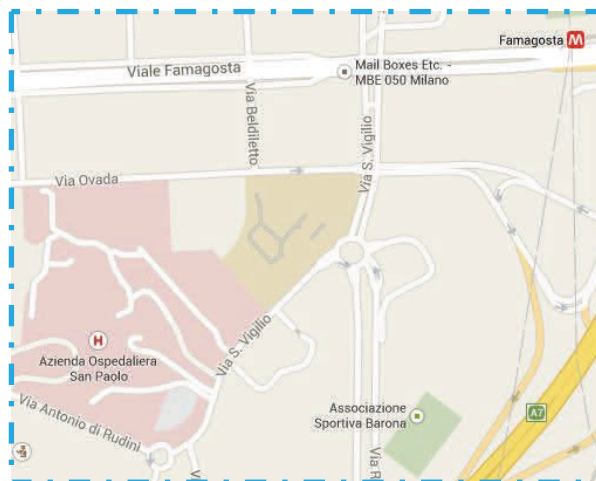 Famagosta M
Viale Famagosta
Mail Boxes Etc. -
MBE 050 Milano
Via Beldiletto
Via S. Vigilio
Via Ovada
H
Azienda Ospedaliera
San Paolo
Via S. Vigilio
Associazione
Sportiva Barona
A7
Via Antonio di Rudinì